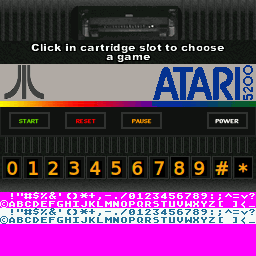 Click in cartridge slot to choose
a game
ATARI 5200
START RESET PAUSE POWER
0 1 2 3 4 5 6 7 8 9 # *
!"#$%&'()*+,-./0123456789:;^=v?
©ABCDEFGHIJKLMNOPQRSTUVWXYZ[ ](_
!"#$%&'()*+,-./0123456789:;^=v?
©ABCDEFGHIJKLMNOPQRSTUVWXYZ[ ](_